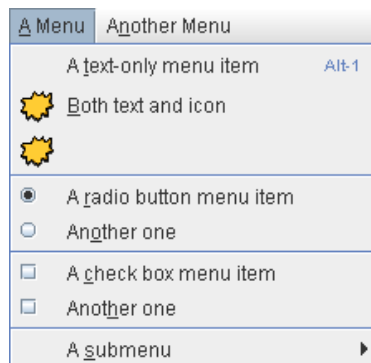 A Menu Another Menu
A text-only menu item Alt-1
Both text and icon
A radio button menu item
Another one
A check box menu item
Another one
A submenu